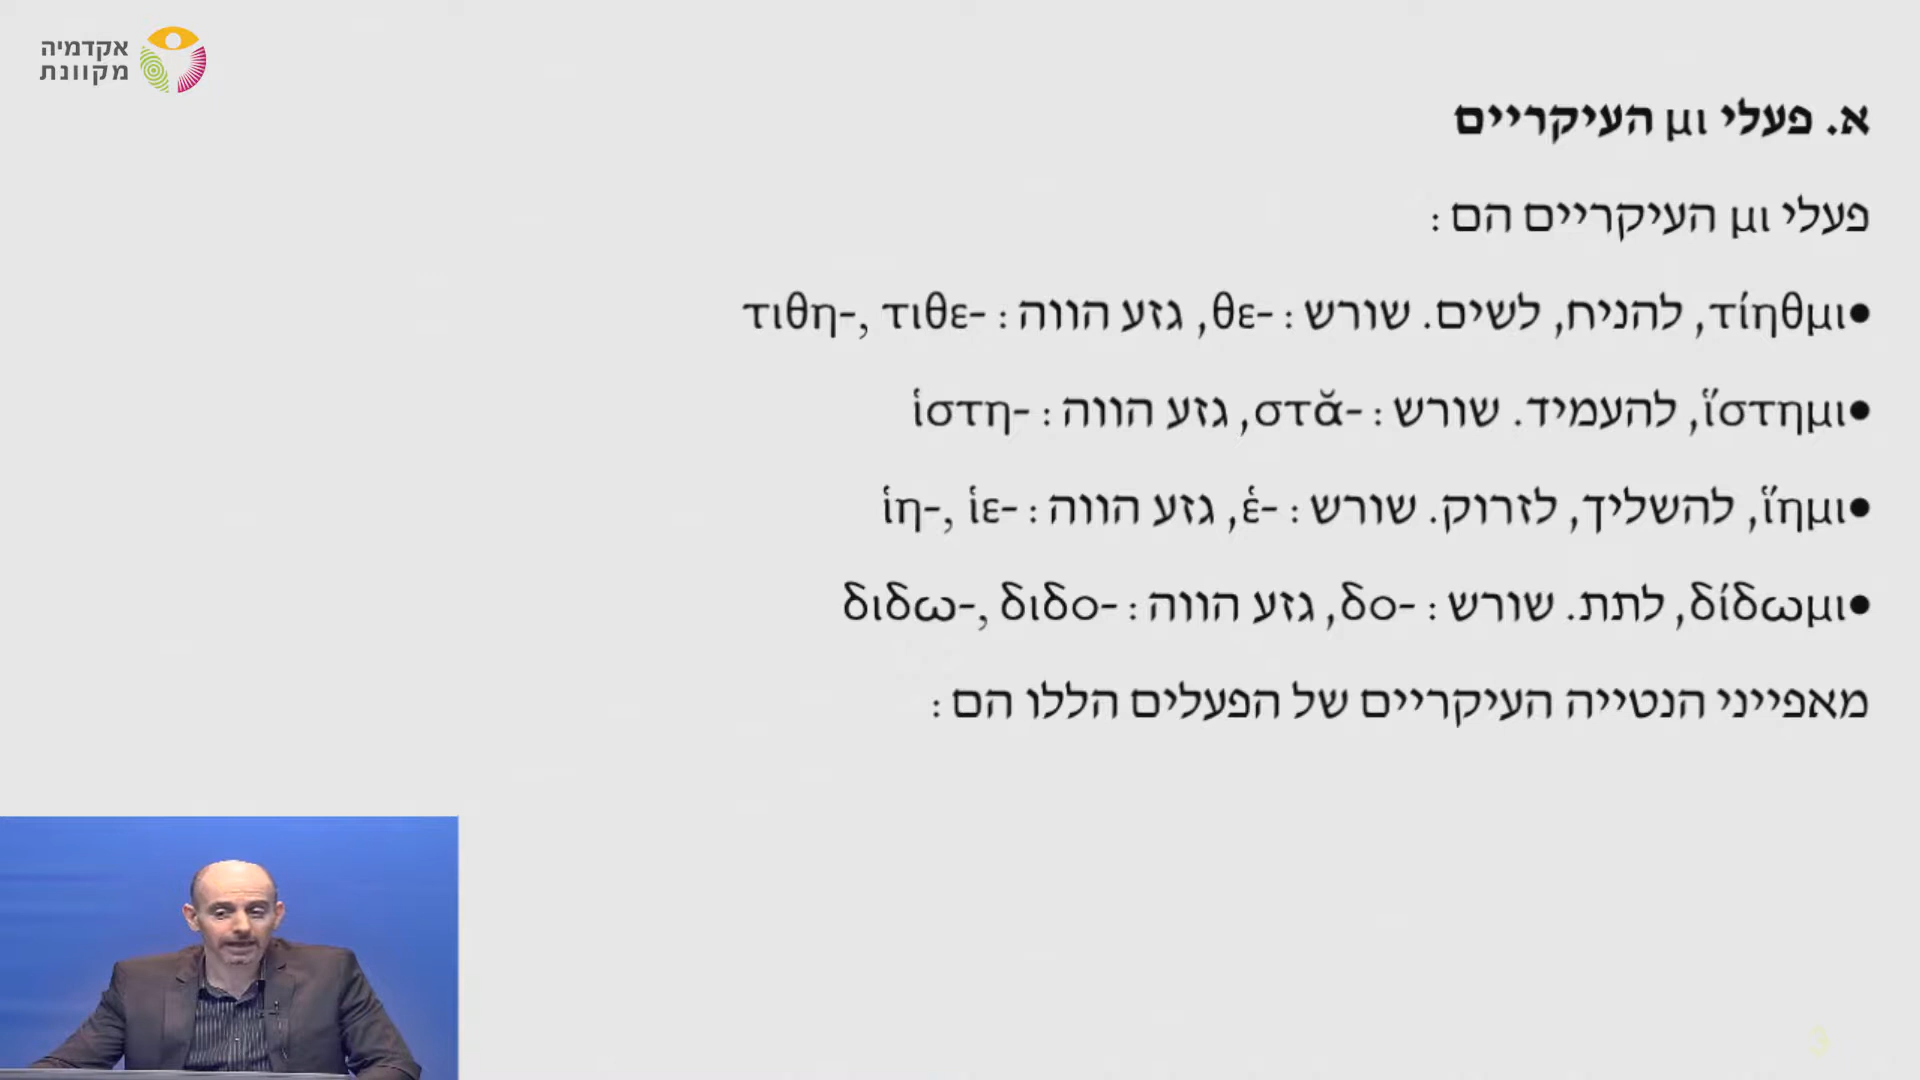 אקדמיה
מקוונת
א. פעלי μι העיקריים
פעלי μι העיקריים הם:
•τίηθμι, להניח, לשים. שורש: θε-, גזע הווה: τιθη-, τιθε-
•ἵστημι, להעמיד. שורש: στᾰ-, גזע הווה: ἱστη-
•ἵημι, להשליך, לזרוק. שורש: ἑ-, גזע הווה: ἱη-, ἱε-
•δίδωμι, לתת. שורש: δο-, גזע הווה: διδω-, διδο-
מאפייני הנטייה העיקריים של הפעלים הללו הם:
3